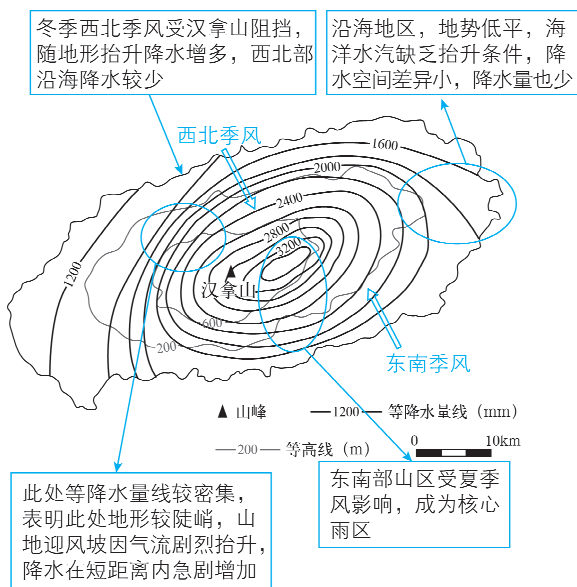 冬季西北季风受汉拿山阻挡，
随地形抬升降水增多，西北部
沿海降水较少
沿海地区，地势低平，海
洋水汽缺乏抬升条件，降
水空间差异小，降水量也少
西北季风
1600
2000
2400
2800
3200
1200
汉拿山
600
200
东南季风
▲山峰
1200 等降水量线（mm）
200 等高线（m）
0 10km
此处等降水量线较密集，
表明此处地形较陡峭，山
地迎风坡因气流剧烈抬升，
降水在短距离内急剧增加
东南部山区受夏季
风影响，成为核心
雨区